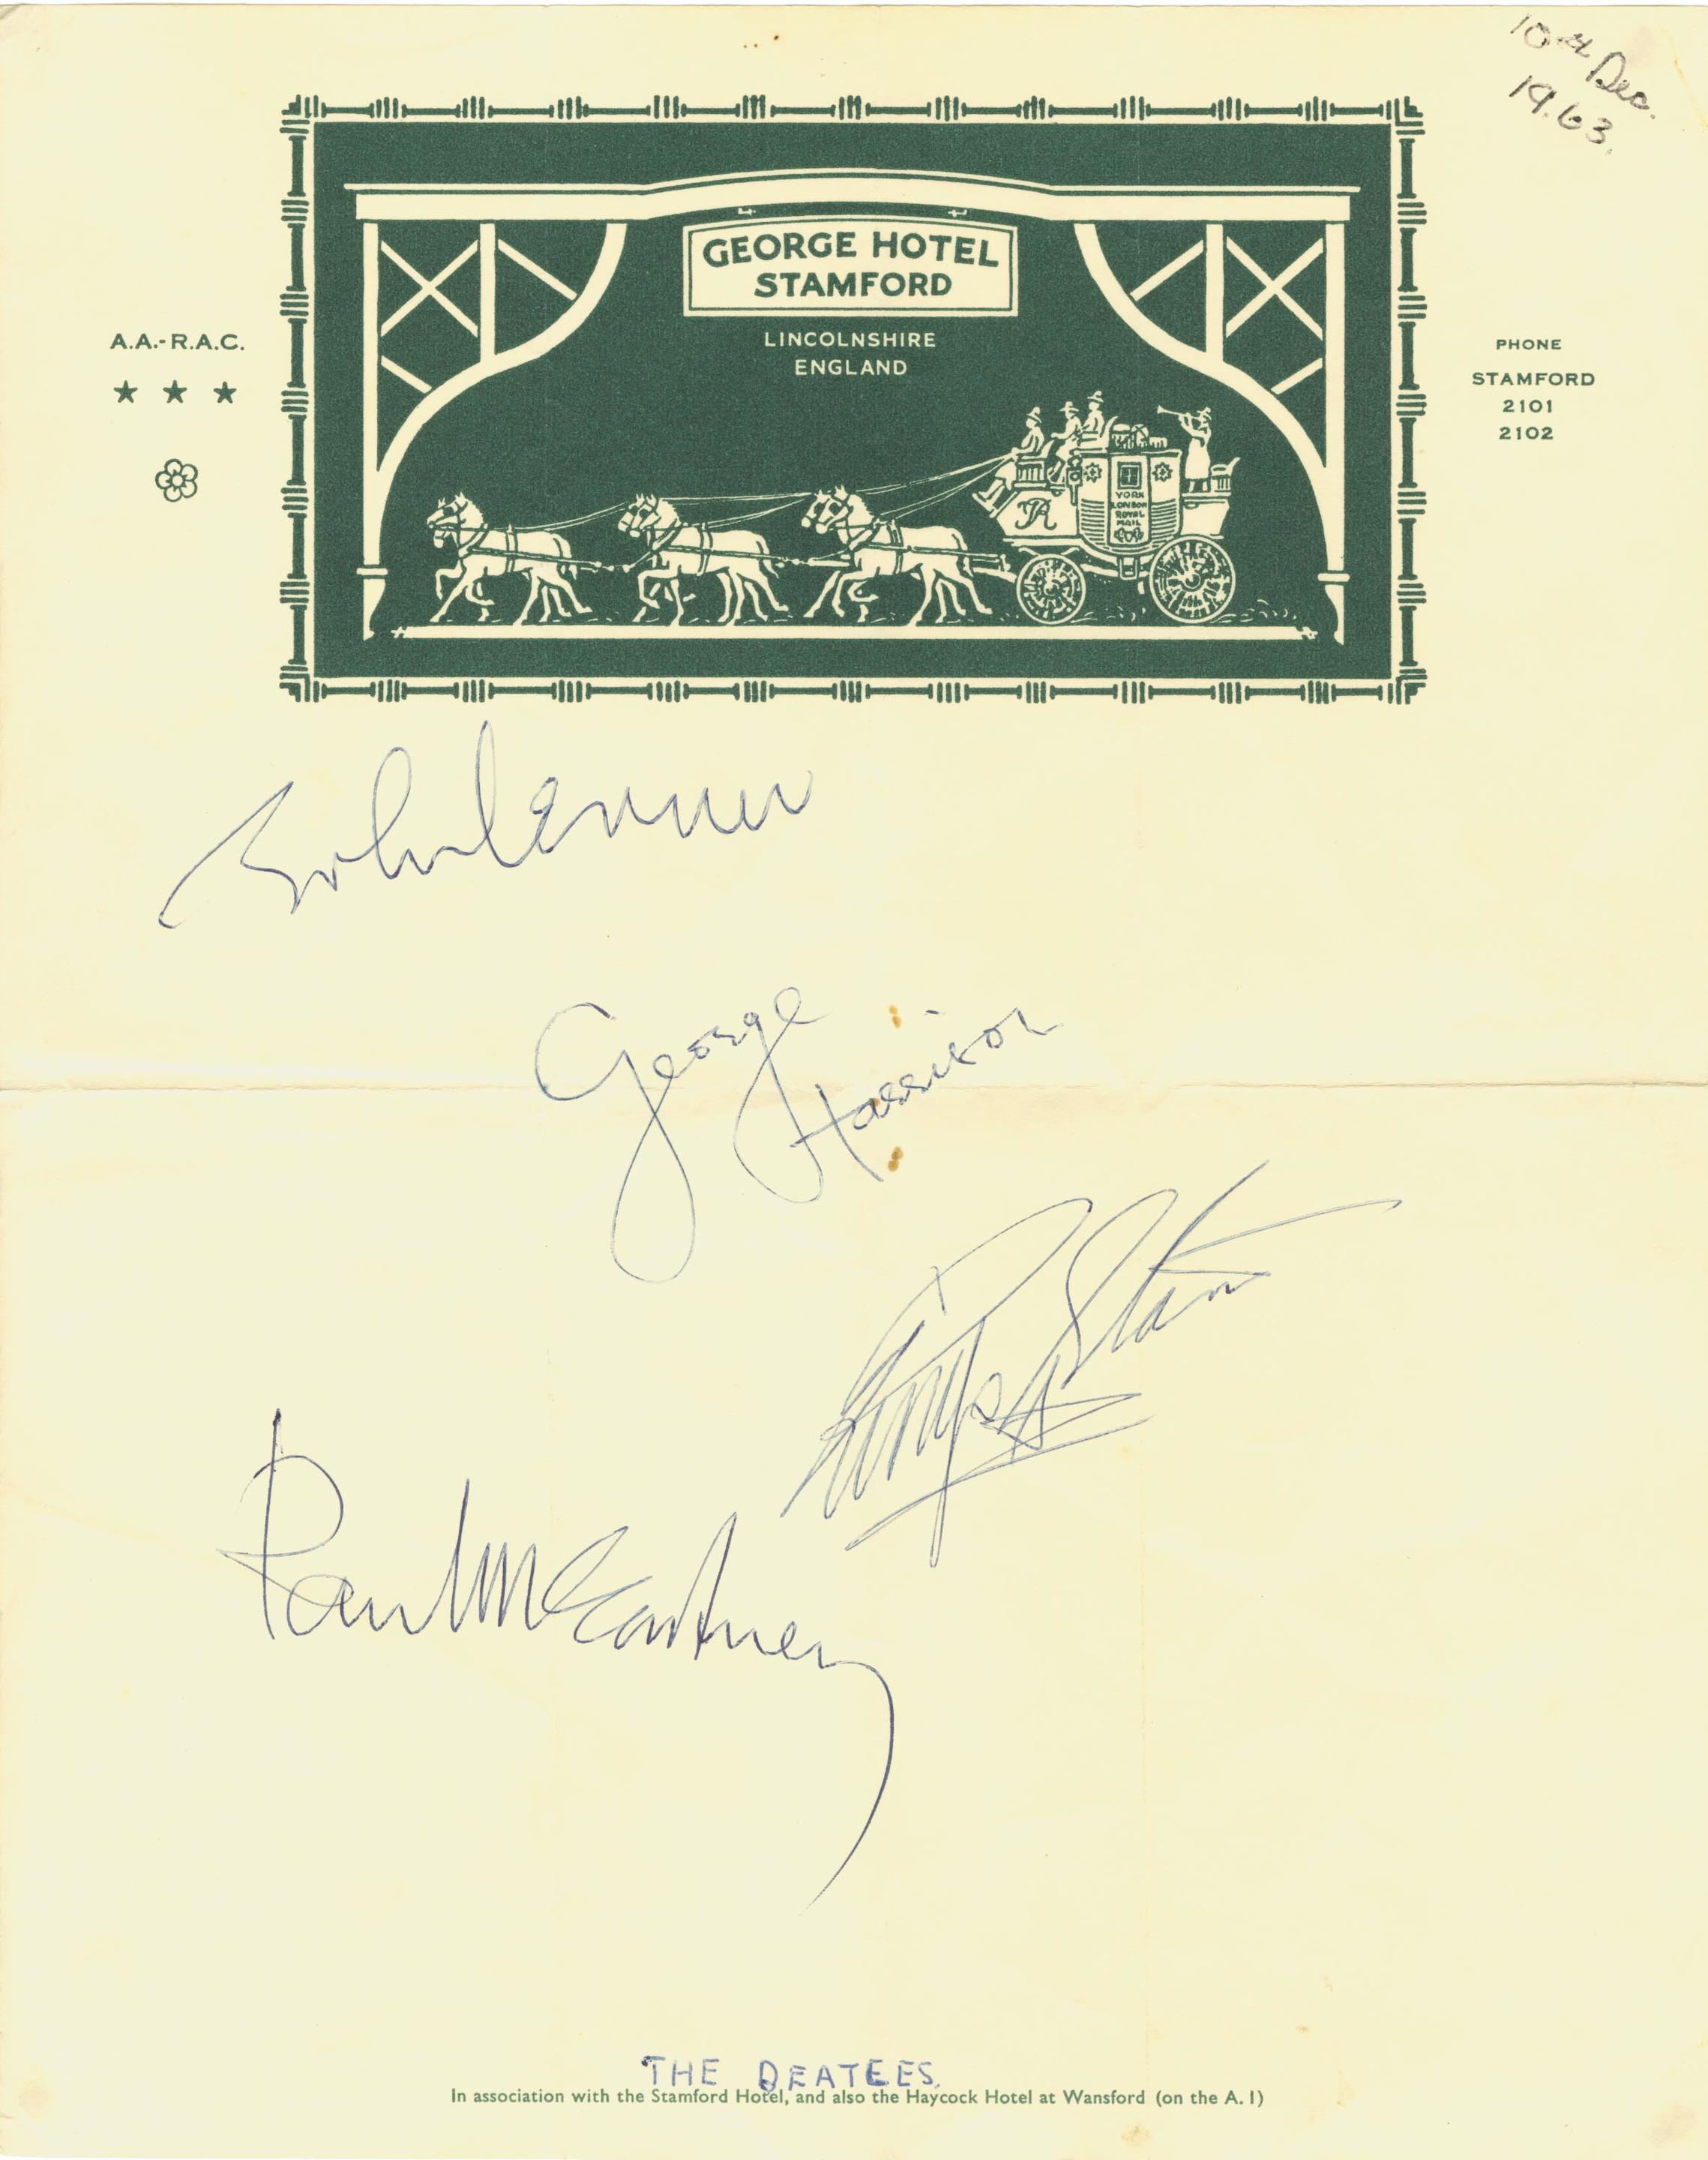 10th Dec.
19.63.
GEORGE HOTEL
STAMFORD
LINCOLNSHIRE
ENGLAND
A.A.-R.A.C.
PHONE
STAMFORD
2101
2102
YORK
LONDON
ROYAL
MAIL
John Lennon
George
Harrison
Ringo Starr
Paul McCartney
THE BEATLES.
In association with the Stamford Hotel, and also the Haycock Hotel at Wansford (on the A.1)